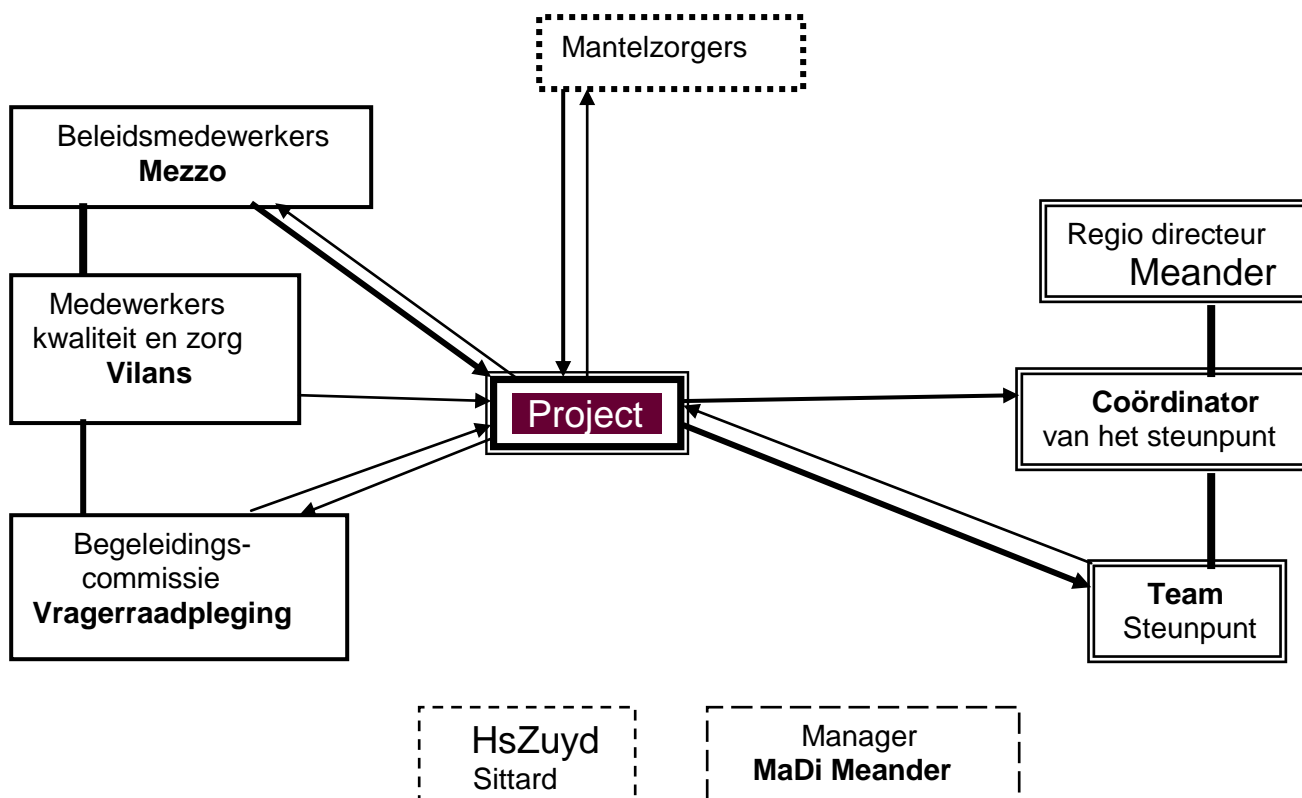 Mantelzorgers
Beleidsmedewerkers
Mezzo
Regio directeur
Meander
Medewerkers
kwaliteit en zorg
Vilans
Project
Coördinator
van het steunpunt
Begeleidings-
commissie
Vragerraadpleging
Team
Steunpunt
HsZuyd
Sittard
Manager
MaDi Meander